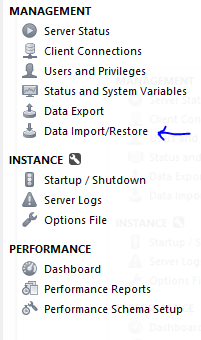 MANAGEMENT
Server Status
Client Connections
Users and Privileges
Status and System Variables
Data Export
Data Import/Restore
INSTANCE
Startup / Shutdown
Server Logs
Options File
PERFORMANCE
Dashboard
Performance Reports
Performance Schema Setup